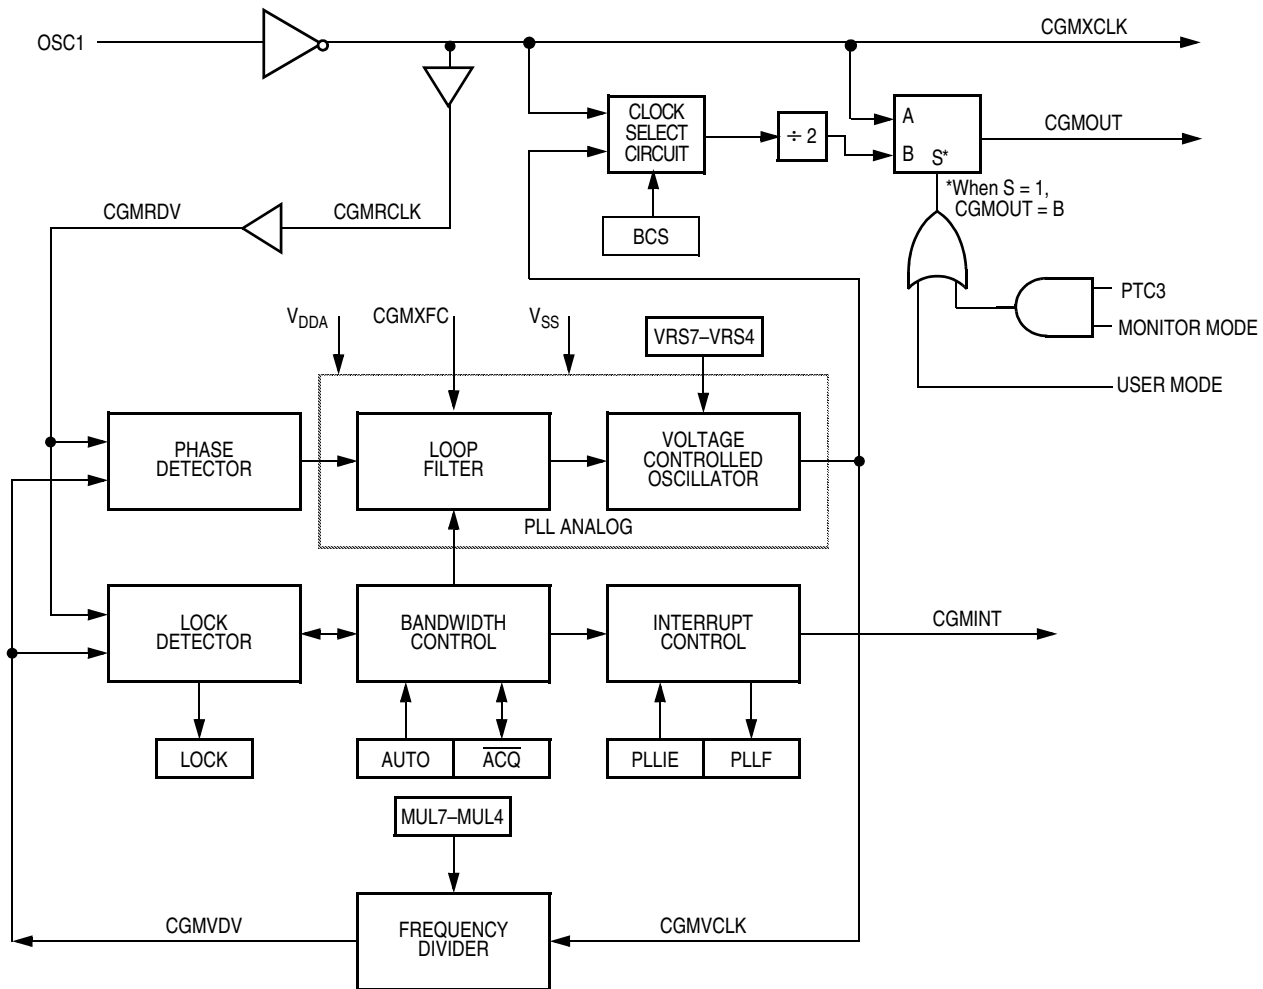 OSC1
CGMXCLK
CLOCK
SELECT
CIRCUIT
÷ 2
A
B
S*
CGMOUT
*When S = 1,
CGMOUT = B
CGMRDV
CGMRCLK
BCS
PTC3
MONITOR MODE
USER MODE
VDDA
CGMXFC
VSS
VRS7–VRS4
PHASE
DETECTOR
LOOP
FILTER
VOLTAGE
CONTROLLED
OSCILLATOR
PLL ANALOG
LOCK
DETECTOR
BANDWIDTH
CONTROL
INTERRUPT
CONTROL
CGMINT
LOCK
AUTO
ACQ
PLLIE
PLLF
MUL7–MUL4
CGMVDV
FREQUENCY
DIVIDER
CGMVCLK